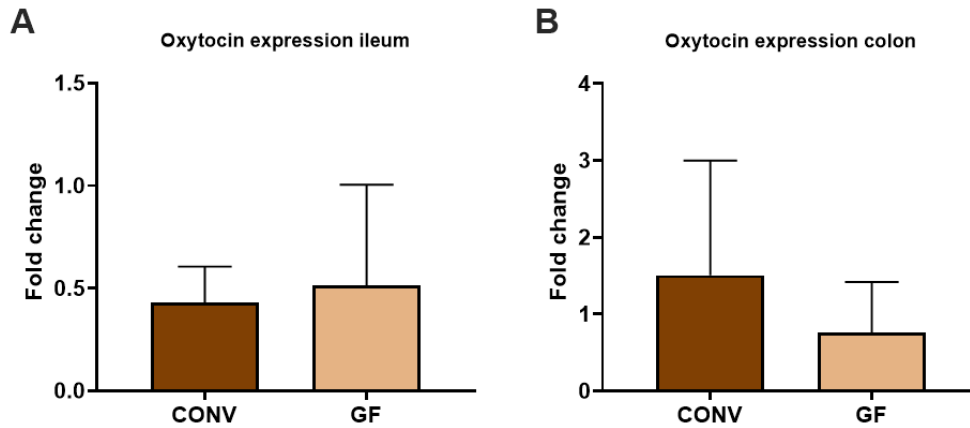 A
Oxytocin expression ileum
Fold change
1.5
1.0
0.5
0.0
CONV GF
B
Oxytocin expression colon
Fold change
4
3
2
1
0
CONV GF